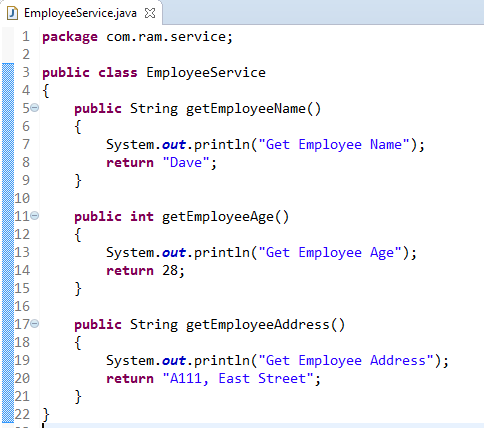 EmployeeService.java
1 package com.ram.service;
2
3 public class EmployeeService
4 {
5     public String getEmployeeName()
6     {
7         System.out.println("Get Employee Name");
8         return "Dave";
9     }
10
11     public int getEmployeeAge()
12     {
13         System.out.println("Get Employee Age");
14         return 28;
15     }
16
17     public String getEmployeeAddress()
18     {
19         System.out.println("Get Employee Address");
20         return "A111, East Street";
21     }
22 }